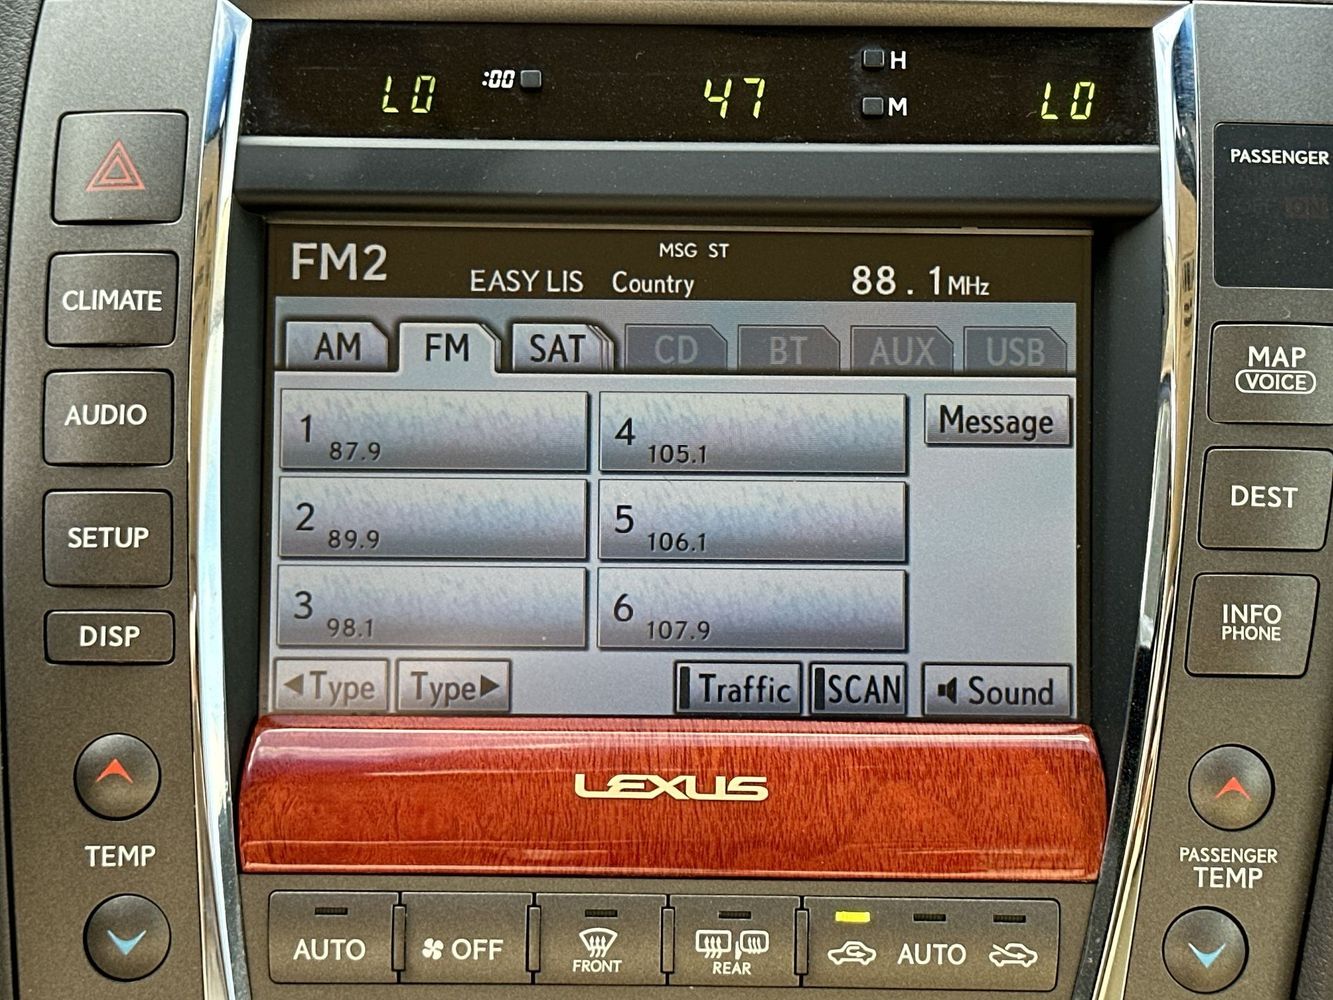 LO :00 47 H LO
M
PASSENGER
ON
FM2
MSG ST
EASY LIS Country 88.1MHz
AM FM SAT CD BT AUX USB
1 87.9
2 89.9
3 98.1
4 105.1
5 106.1
6 107.9
Message
◀Type Type▶ Traffic SCAN Sound
CLIMATE
AUDIO
SETUP
DISP
TEMP
MAP
VOICE
DEST
INFO
PHONE
PASSENGER
TEMP
LEXUS
AUTO OFF FRONT REAR AUTO